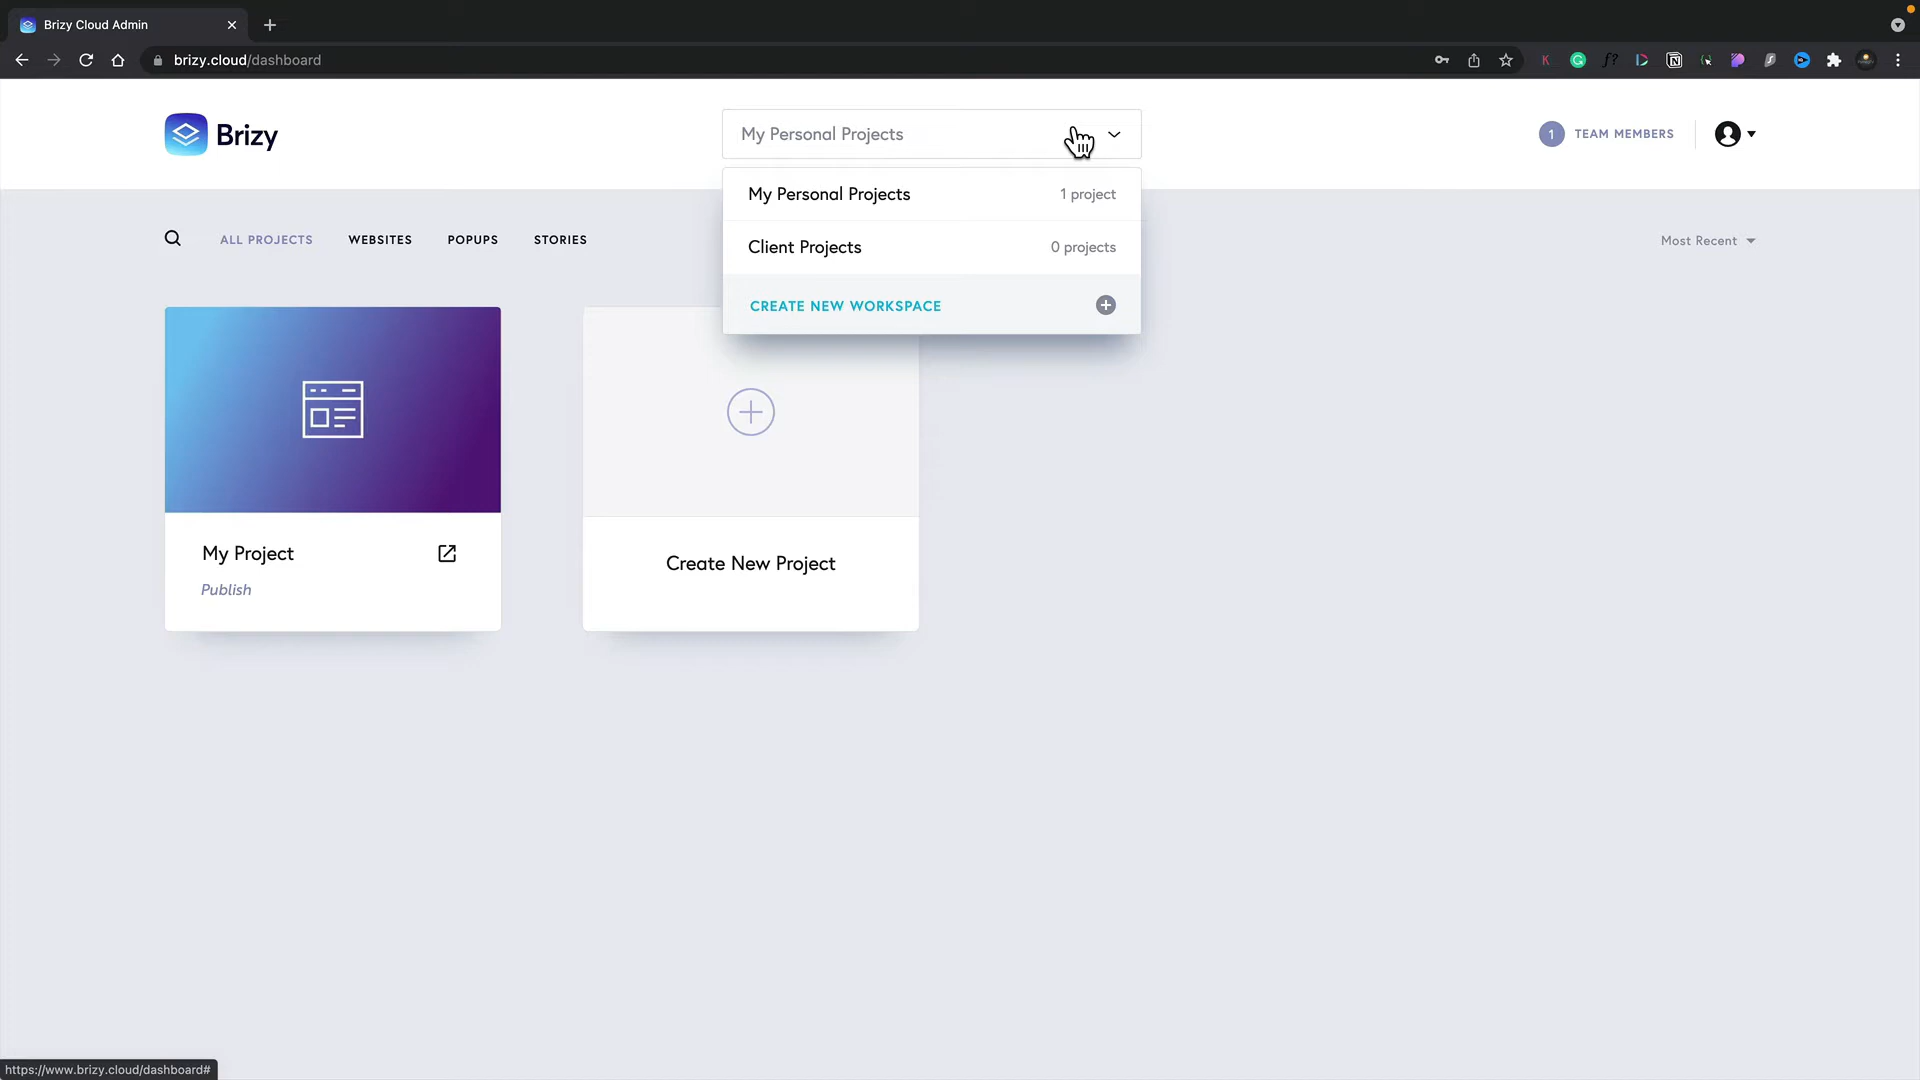 Brizy Cloud Admin
brizy.cloud/dashboard
Brizy
My Personal Projects
1 TEAM MEMBERS
My Personal Projects 1 project
ALL PROJECTS WEBSITES POPUPS STORIES
Client Projects 0 projects
Most Recent
CREATE NEW WORKSPACE
My Project
Create New Project
Publish
https://www.brizy.cloud/dashboard#